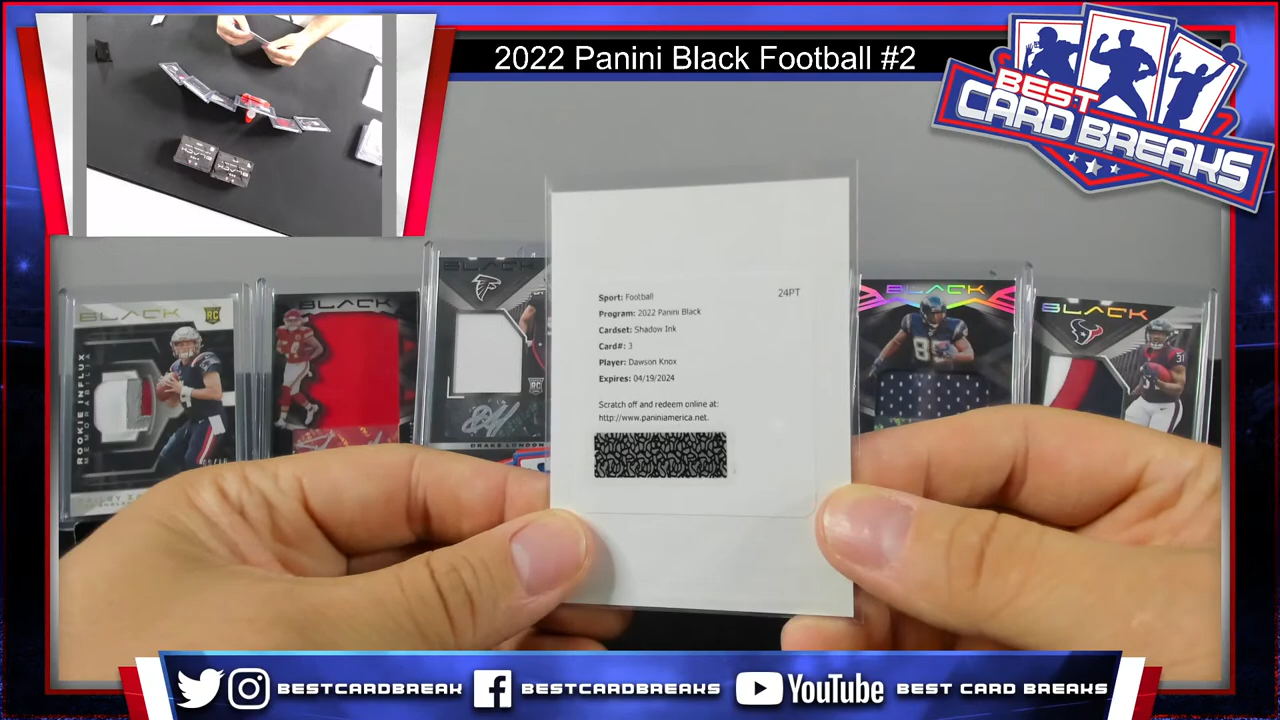 2022 Panini Black Football #2
BEST
CARD BREAKS
Sport: Football
24PT
Program: 2022 Panini Black
Cardset: Shadow Ink
Card#: 3
Player: Dawson Knox
Expires: 04/19/2024
Scratch off and redeem online at:
http://www.paniniamerica.net.
BLACK
RC
ROOKIE INFLUX
MEMORABILIA
BLACK
BLACK
RC
DRAKE LONDON
BLACK
BLACK
BESTCARDBREAK
BESTCARDBREAKS
YouTube
BEST CARD BREAKS